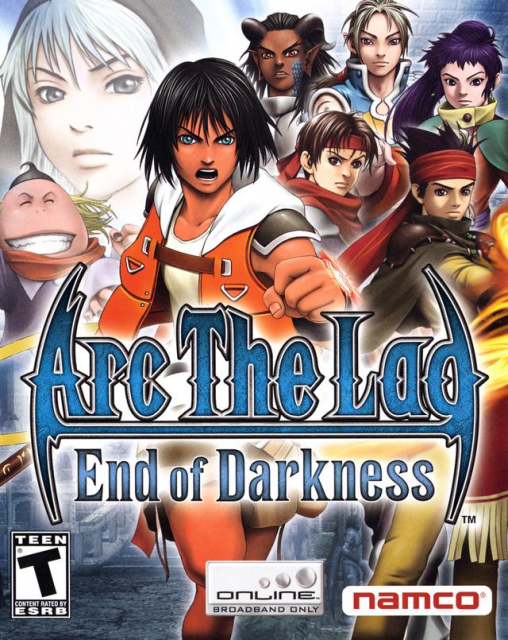 Arc The Lad
End of Darkness
TM
TEEN
T
®
CONTENT RATED BY
ESRB
ONLINE
BROADBAND ONLY
namco®